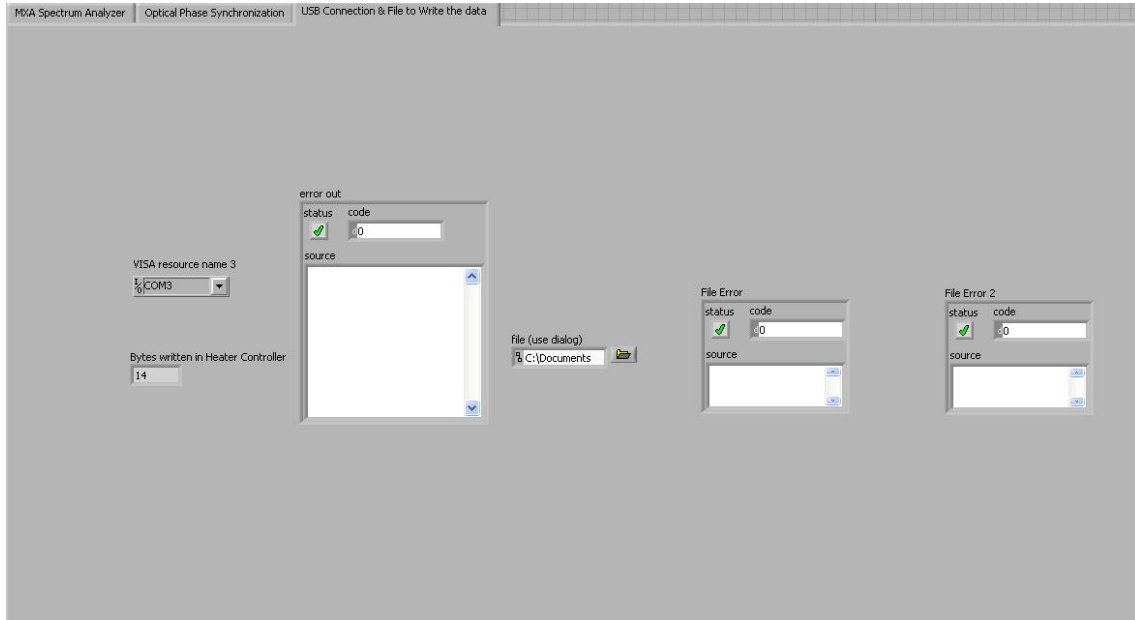 MXA Spectrum Analyzer
Optical Phase Synchronization
USB Connection & File to Write the data
error out
status code
0
source
VISA resource name 3
COM3
Bytes written in Heater Controller
14
file (use dialog)
C:\Documents
File Error
status code
0
source
File Error 2
status code
0
source